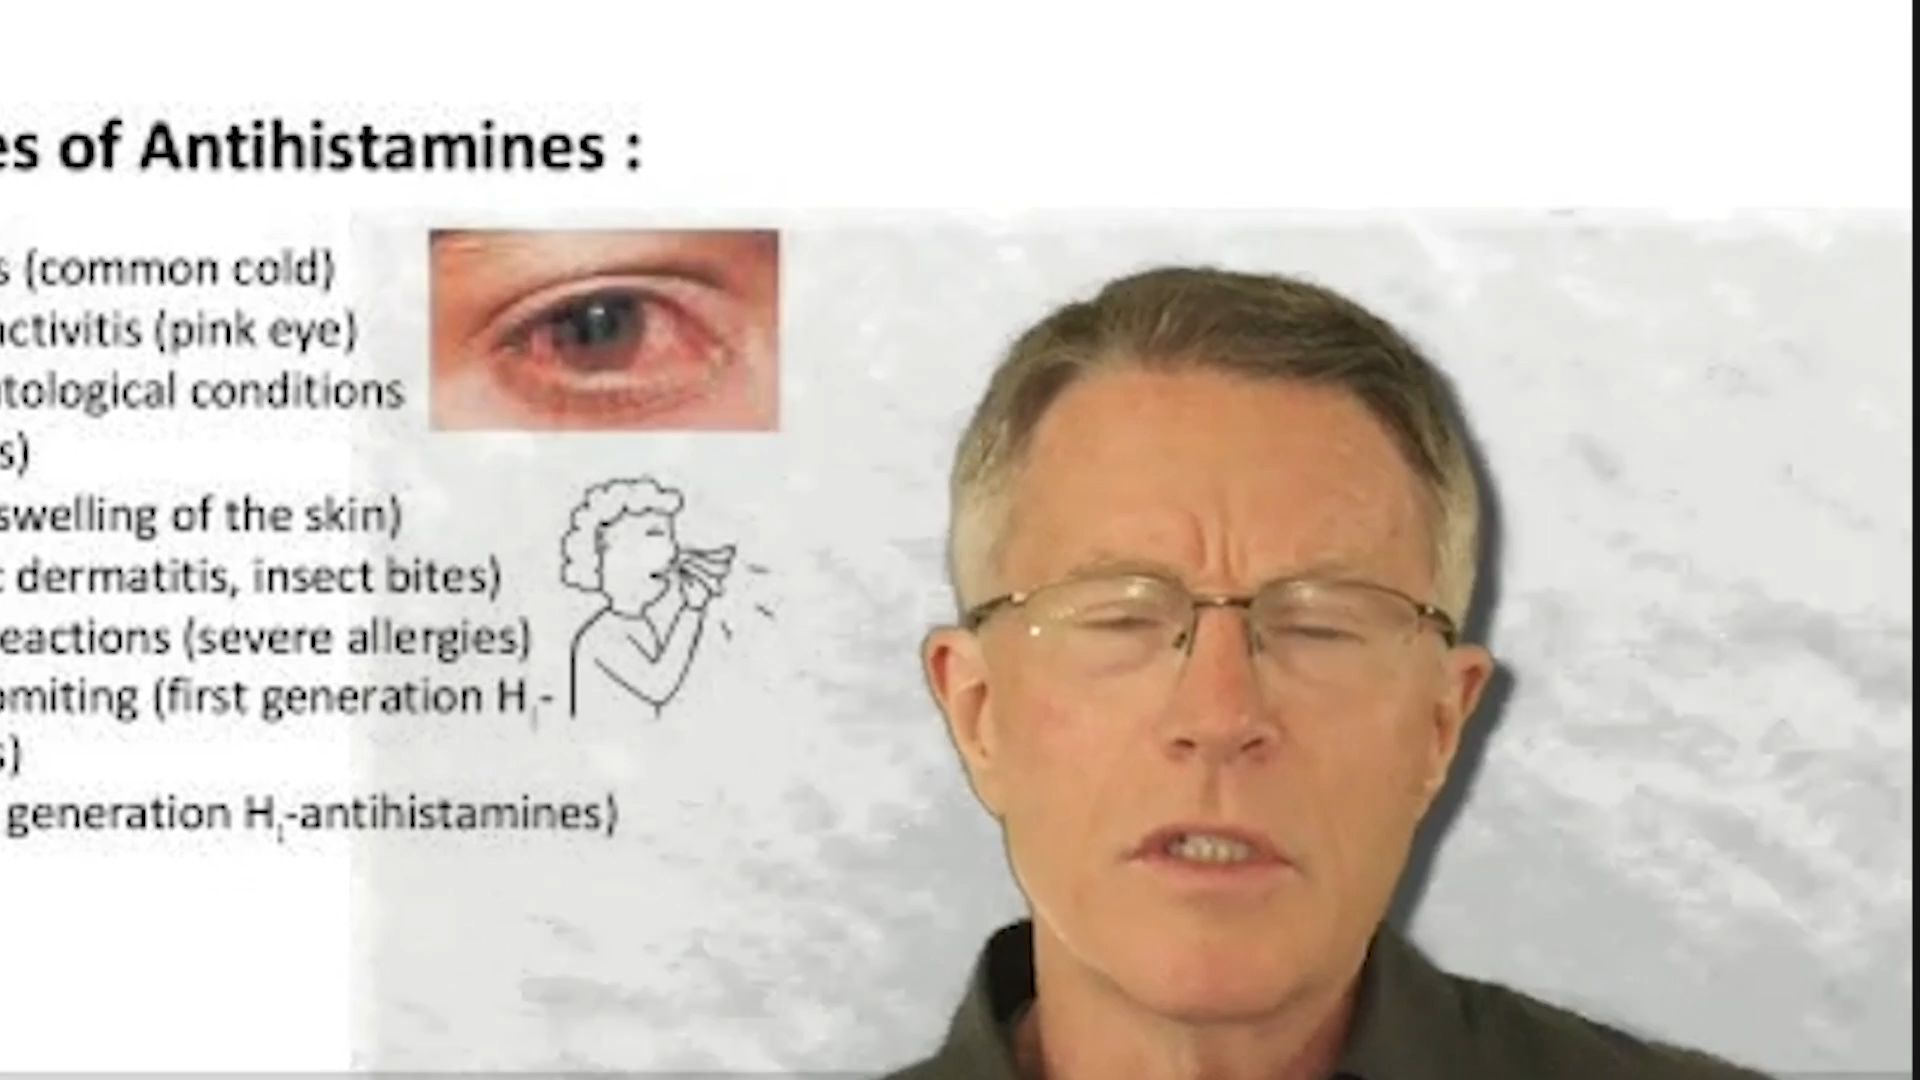 es of Antihistamines :
s (common cold)
nctivitis (pink eye)
atological conditions
s)
swelling of the skin)
t dermatitis, insect bites)
eactions (severe allergies)
omiting (first generation H₁-
s)
generation H₁-antihistamines)